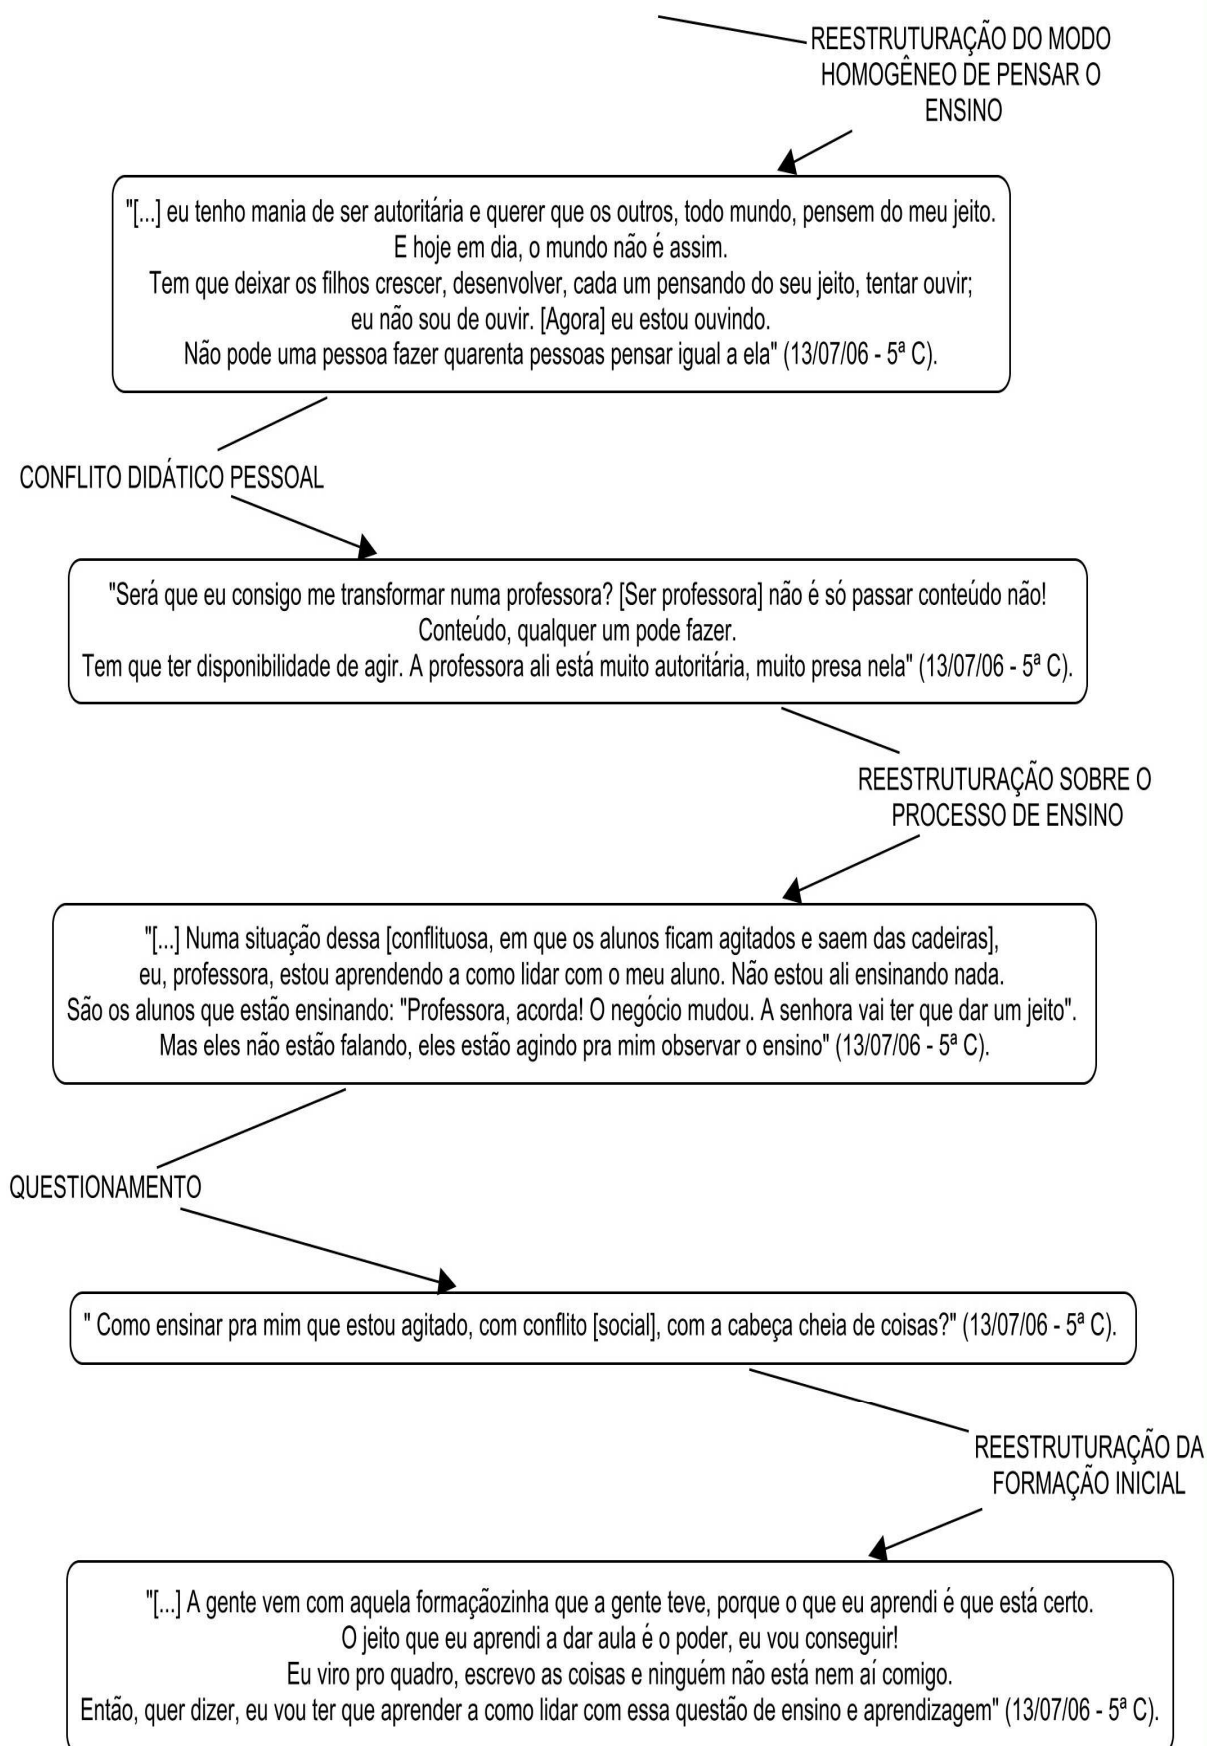 REESTRUTURAÇÃO DO MODO
HOMOGÊNEO DE PENSAR O
ENSINO
"[...] eu tenho mania de ser autoritária e querer que os outros, todo mundo, pensem do meu jeito.
E hoje em dia, o mundo não é assim.
Tem que deixar os filhos crescer, desenvolver, cada um pensando do seu jeito, tentar ouvir;
eu não sou de ouvir. [Agora] eu estou ouvindo.
Não pode uma pessoa fazer quarenta pessoas pensar igual a ela" (13/07/06 - 5ª C).
CONFLITO DIDÁTICO PESSOAL
"Será que eu consigo me transformar numa professora? [Ser professora] não é só passar conteúdo não!
Conteúdo, qualquer um pode fazer.
Tem que ter disponibilidade de agir. A professora ali está muito autoritária, muito presa nela" (13/07/06 - 5ª C).
REESTRUTURAÇÃO SOBRE O
PROCESSO DE ENSINO
"[...] Numa situação dessa [conflituosa, em que os alunos ficam agitados e saem das cadeiras],
eu, professora, estou aprendendo a como lidar com o meu aluno. Não estou ali ensinando nada.
São os alunos que estão ensinando: "Professora, acorda! O negócio mudou. A senhora vai ter que dar um jeito".
Mas eles não estão falando, eles estão agindo pra mim observar o ensino" (13/07/06 - 5ª C).
QUESTIONAMENTO
" Como ensinar pra mim que estou agitado, com conflito [social], com a cabeça cheia de coisas?" (13/07/06 - 5ª C).
REESTRUTURAÇÃO DA
FORMAÇÃO INICIAL
"[...] A gente vem com aquela formaçãozinha que a gente teve, porque o que eu aprendi é que está certo.
O jeito que eu aprendi a dar aula é o poder, eu vou conseguir!
Eu viro pro quadro, escrevo as coisas e ninguém não está nem aí comigo.
Então, quer dizer, eu vou ter que aprender a como lidar com essa questão de ensino e aprendizagem" (13/07/06 - 5ª C).